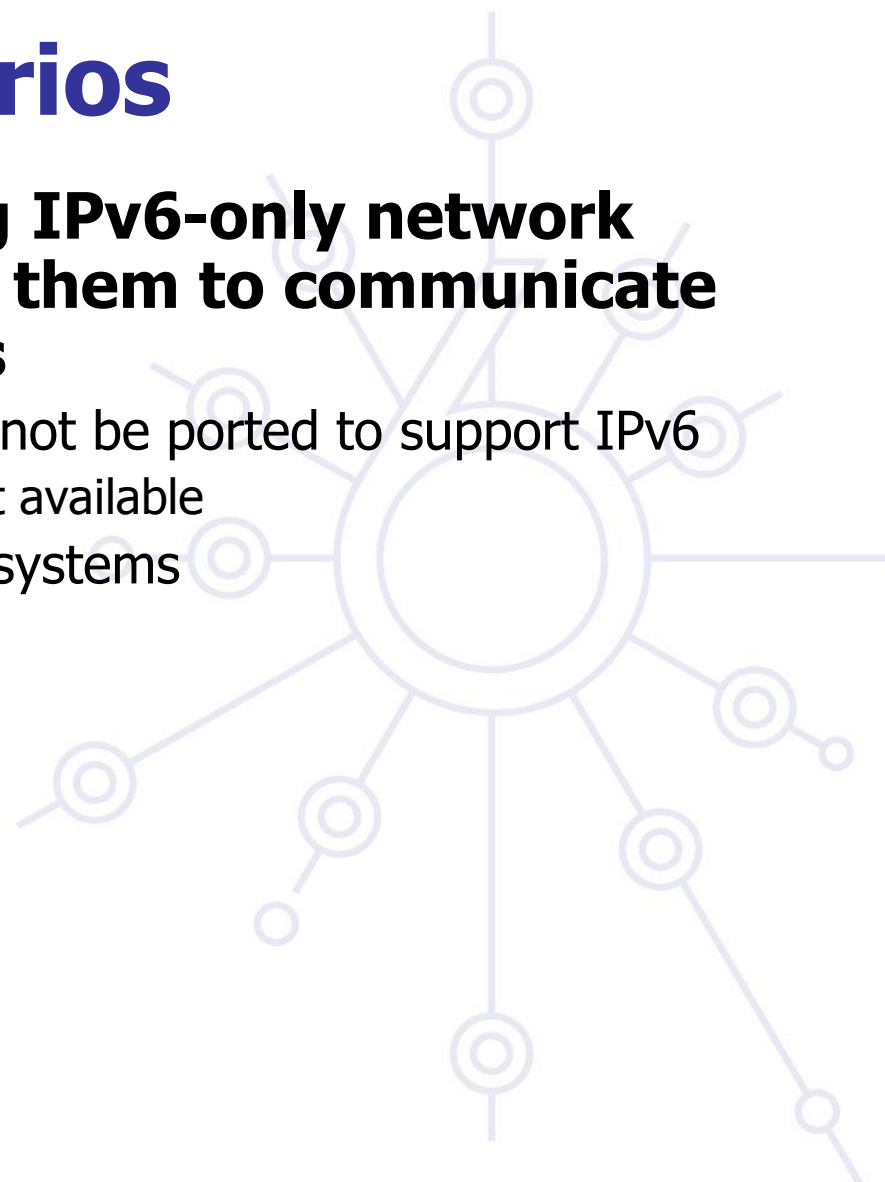 rios
g IPv6-only network
them to communicate
s
not be ported to support IPv6
t available
systems